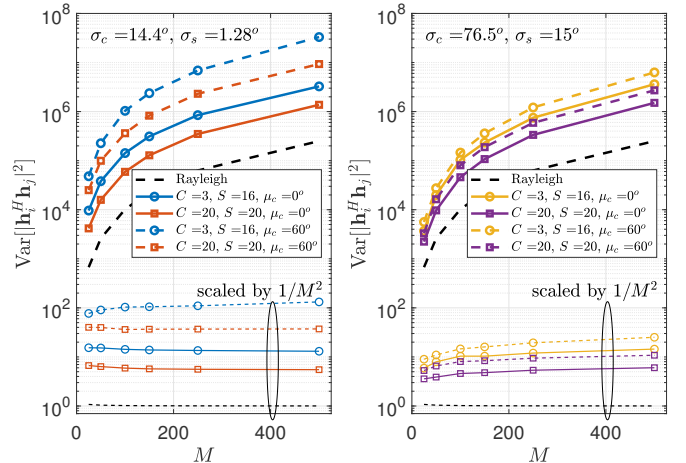 σ_c =14.4°, σ_s =1.28°
10^8
10^6
10^4
10^2
10^0
Var[|h_i^H h_j|^2]
Rayleigh
C =3, S =16, μ_c =0°
C =20, S =20, μ_c =0°
C =3, S =16, μ_c =60°
C =20, S =20, μ_c =60°
scaled by 1/M^2
0 200 400
M
σ_c =76.5°, σ_s =15°
10^8
10^6
10^4
10^2
10^0
Var[|h_i^H h_j|^2]
Rayleigh
C =3, S =16, μ_c =0°
C =20, S =20, μ_c =0°
C =3, S =16, μ_c =60°
C =20, S =20, μ_c =60°
scaled by 1/M^2
0 200 400
M